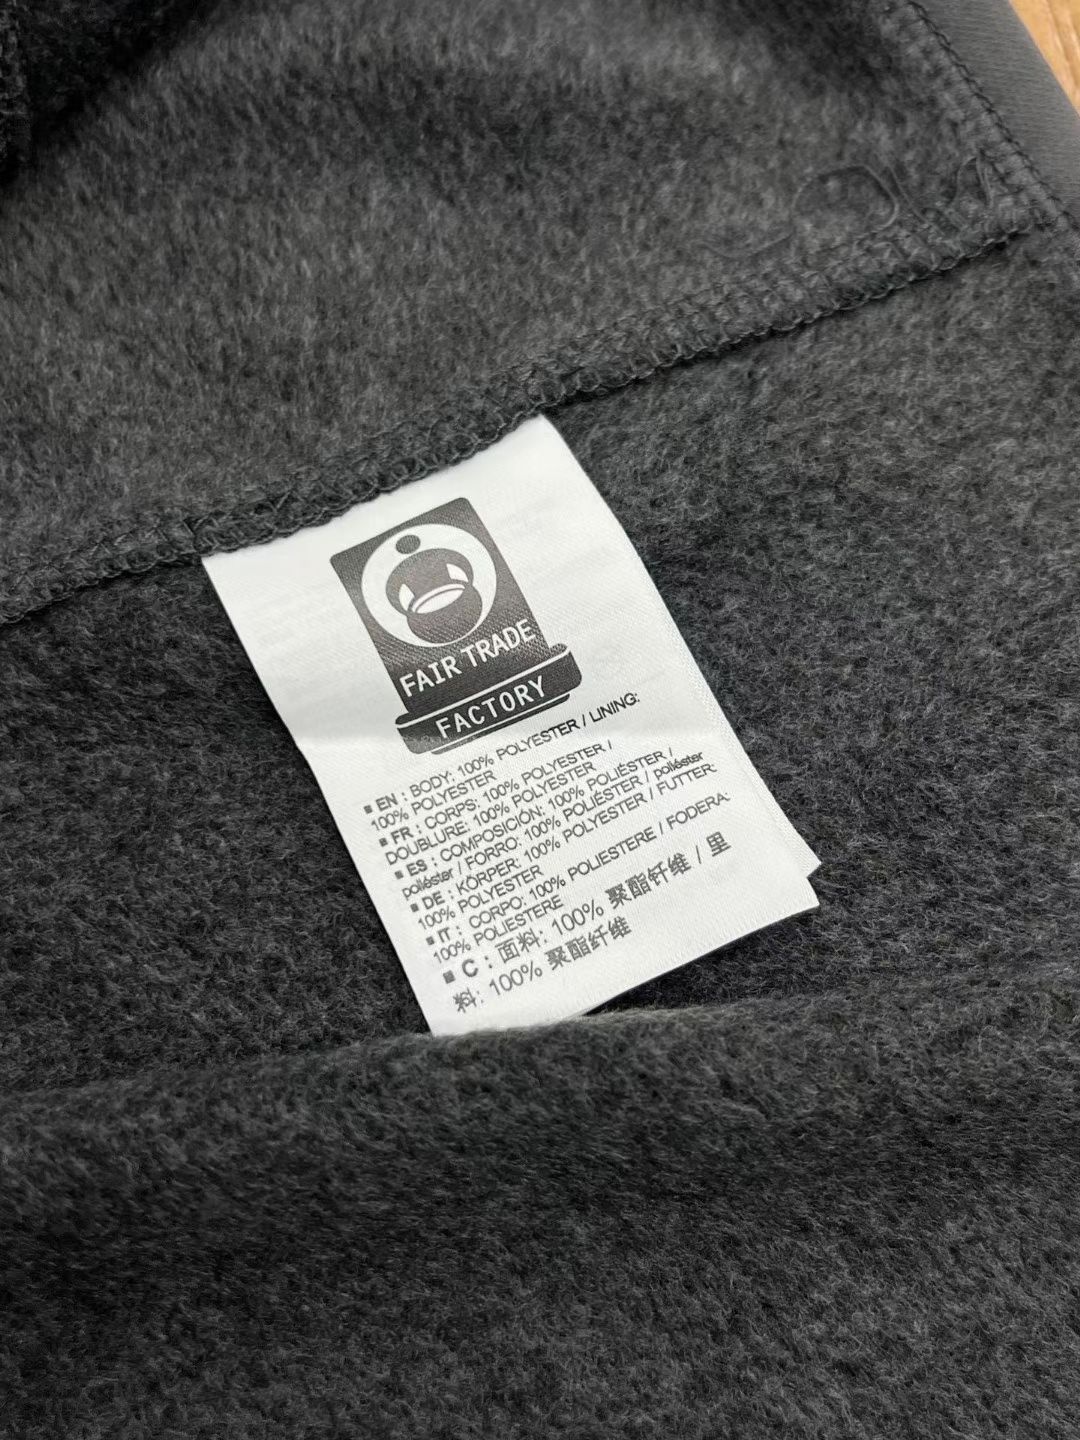 FAIR TRADE
FACTORY
■ EN : BODY: 100% POLYESTER / LINING:
100% POLYESTER
■ FR : CORPS: 100% POLYESTER /
DOUBLURE: 100% POLYESTER
■ ES : COMPOSICIÓN: 100% POLIÉSTER /
poliéster / FORRO: 100% POLIÉSTER / poliéster
■ DE : KÖRPER: 100% POLYESTER / FUTTER:
100% POLYESTER
■ IT : CORPO: 100% POLIESTERE / FODERA:
100% POLIESTERE
■ C : 面料: 100% 聚酯钎维 / 里
料: 100% 聚酯纤维